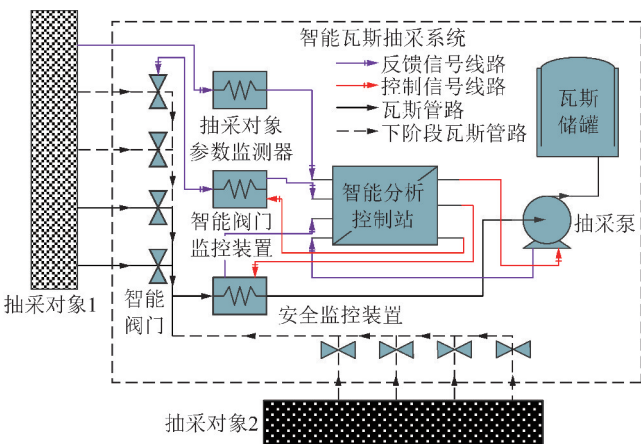 智能瓦斯抽采系统
反馈信号线路
控制信号线路
瓦斯管路
下阶段瓦斯管路
瓦斯
储罐
抽采对象
参数监测器
智能分析
控制站
智能阀门
监控装置
抽采泵
抽采对象1
智能
阀门
安全监控装置
抽采对象2